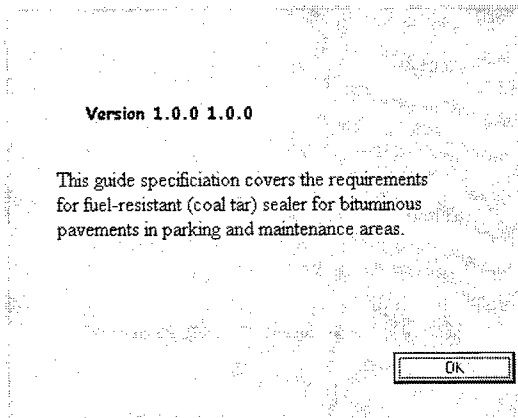 Version 1.0.0 1.0.0
This guide specificiation covers the requirements
for fuel-resistant (coal tar) sealer for bituminous
pavements in parking and maintenance areas.
OK